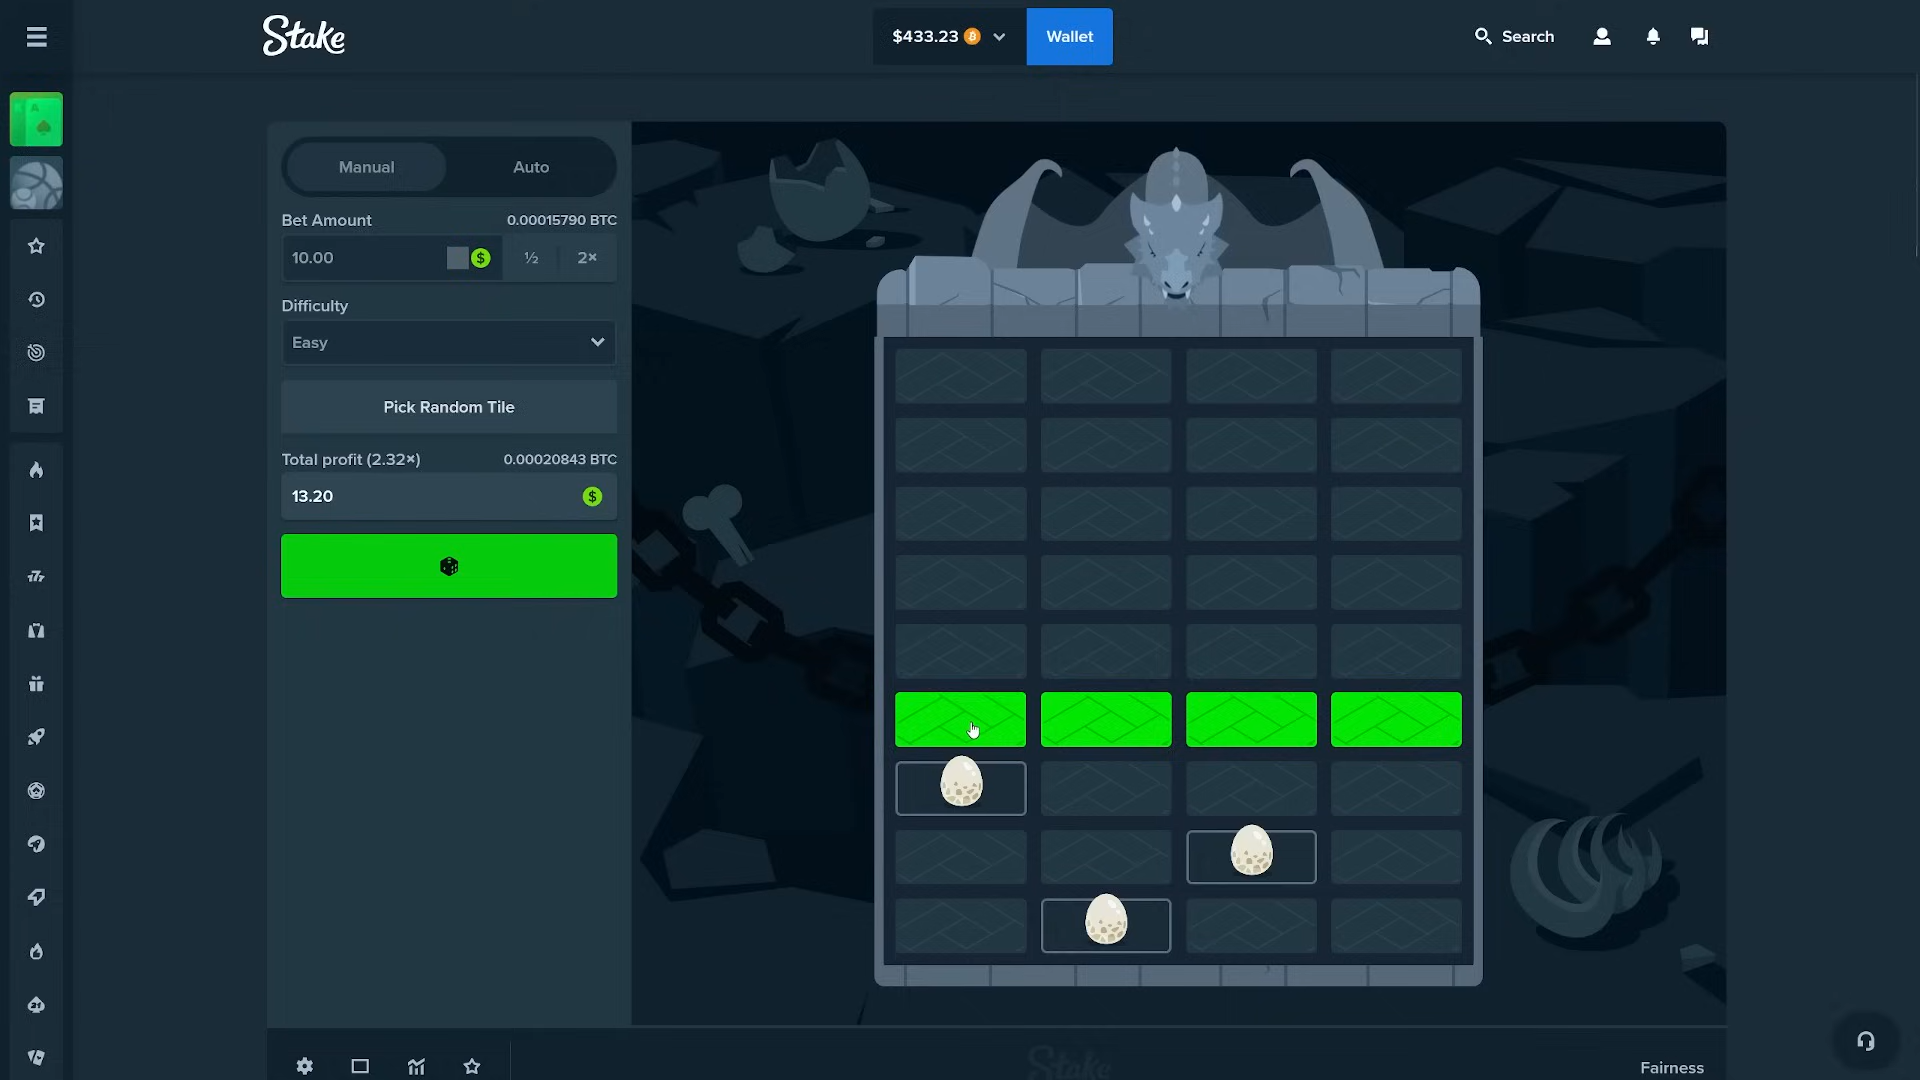 Stake
$433.23
Wallet
Search
Manual
Auto
Bet Amount
0.00015790 BTC
10.00
$
½
2×
Difficulty
Easy
Pick Random Tile
Total profit (2.32×)
0.00020843 BTC
13.20
$
Stake
Fairness